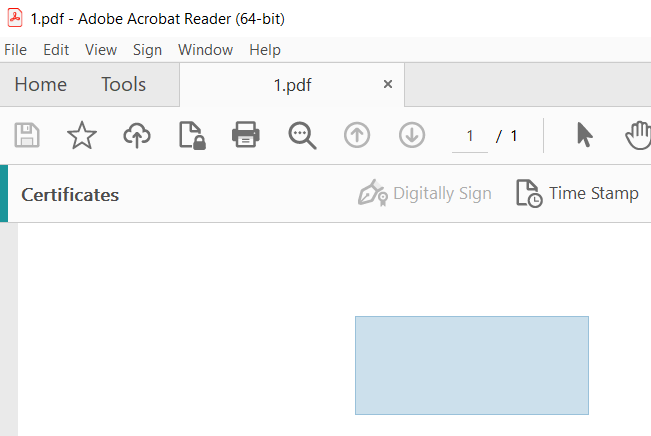 1.pdf - Adobe Acrobat Reader (64-bit)
File Edit View Sign Window Help
Home Tools 1.pdf ×
1 / 1
Certificates Digitally Sign Time Stamp